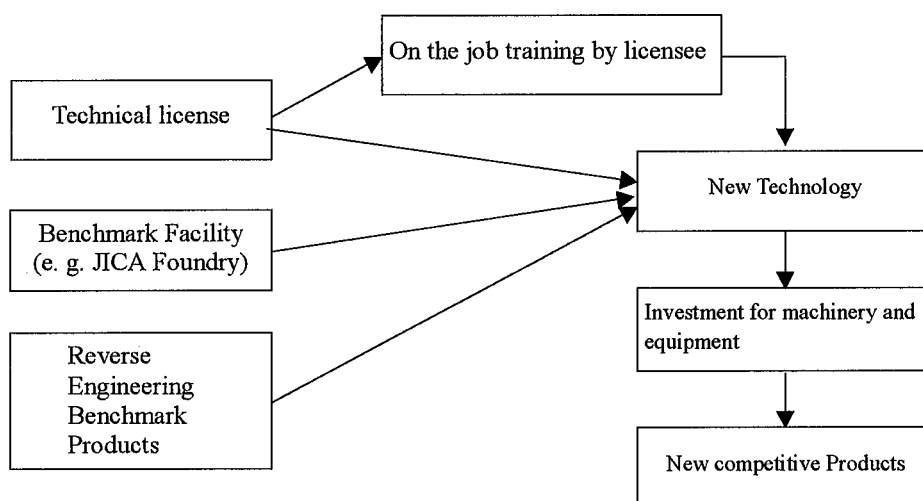 On the job training by licensee
Technical license
New Technology
Benchmark Facility
(e. g. JICA Foundry)
Investment for machinery and
equipment
Reverse
Engineering
Benchmark
Products
New competitive Products